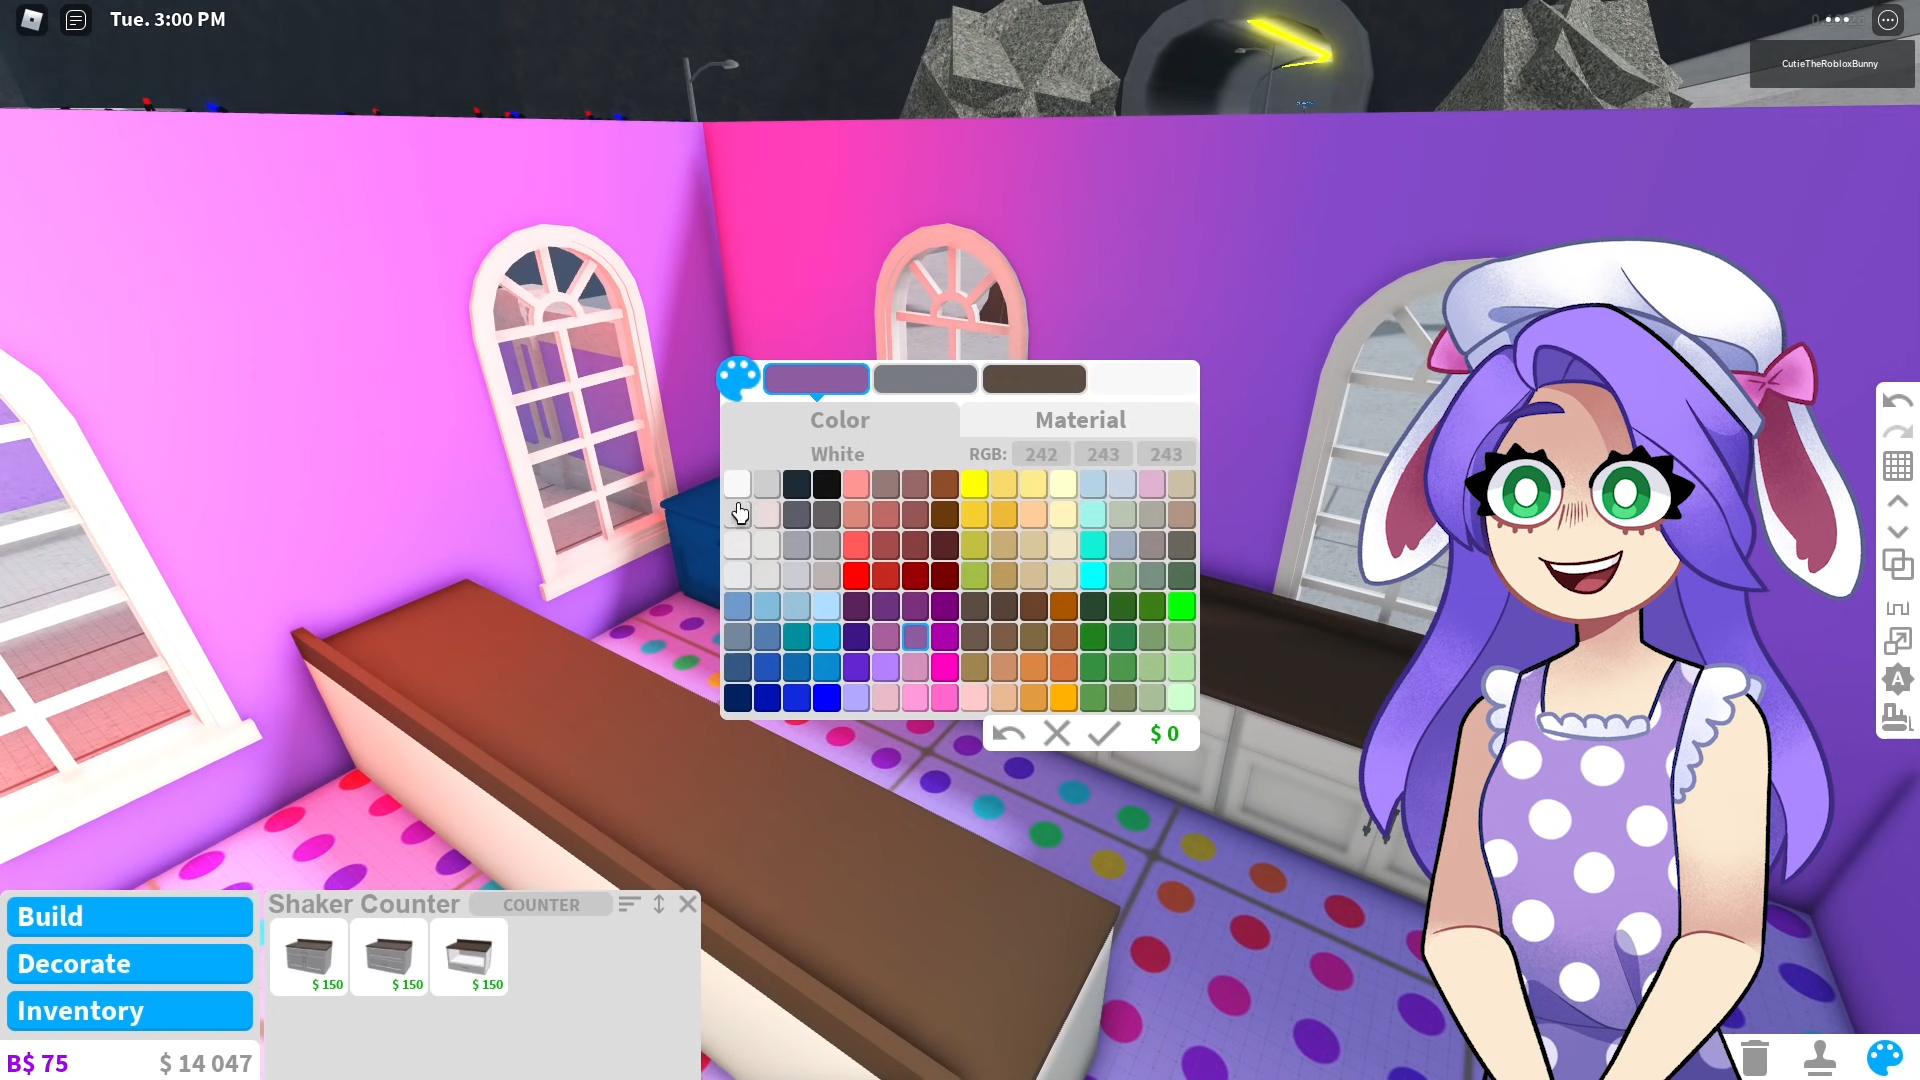 Tue. 3:00 PM
CutieTheRobloxBunny
Color
Material
White
RGB: 242 243 243
$ 0
Shaker Counter
COUNTER
Build
Decorate
Inventory
$ 150
$ 150
$ 150
B$ 75
$ 14 047
A